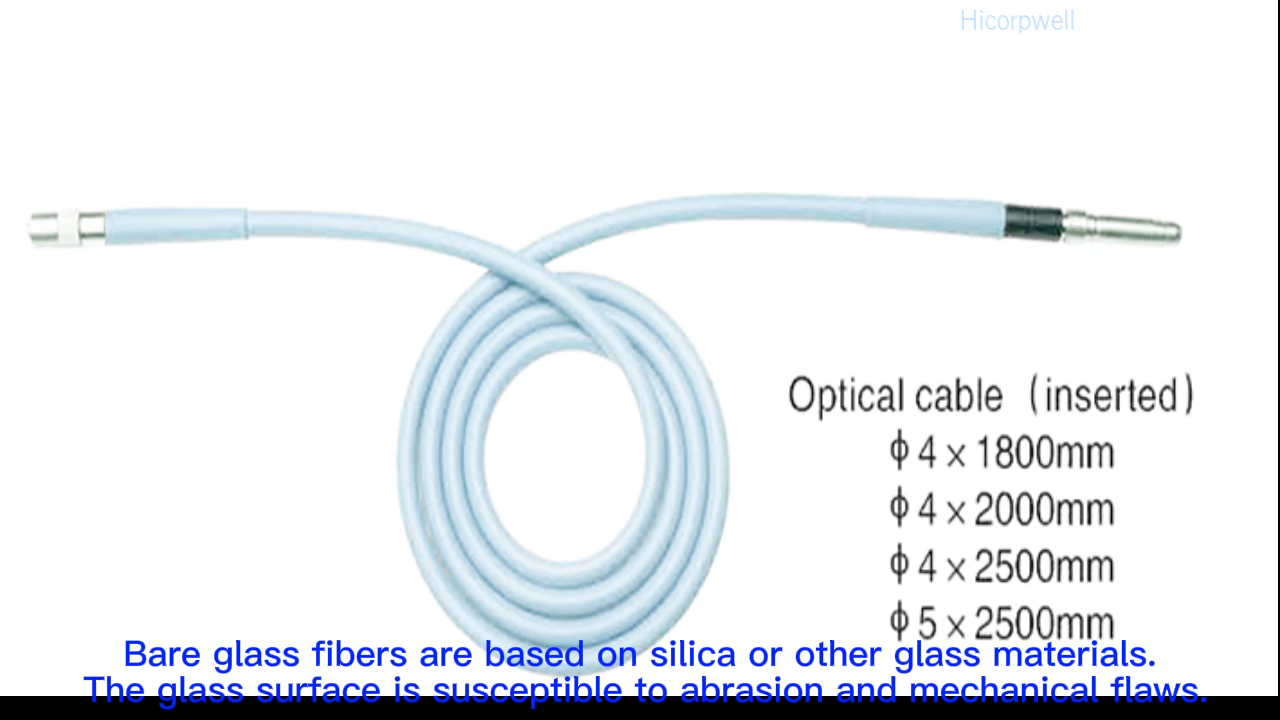 Hicorpwell
Optical cable (inserted)
ϕ4×1800mm
ϕ4×2000mm
ϕ4×2500mm
ϕ5×2500mm
Bare glass fibers are based on silica or other glass materials.
The glass surface is susceptible to abrasion and mechanical flaws.